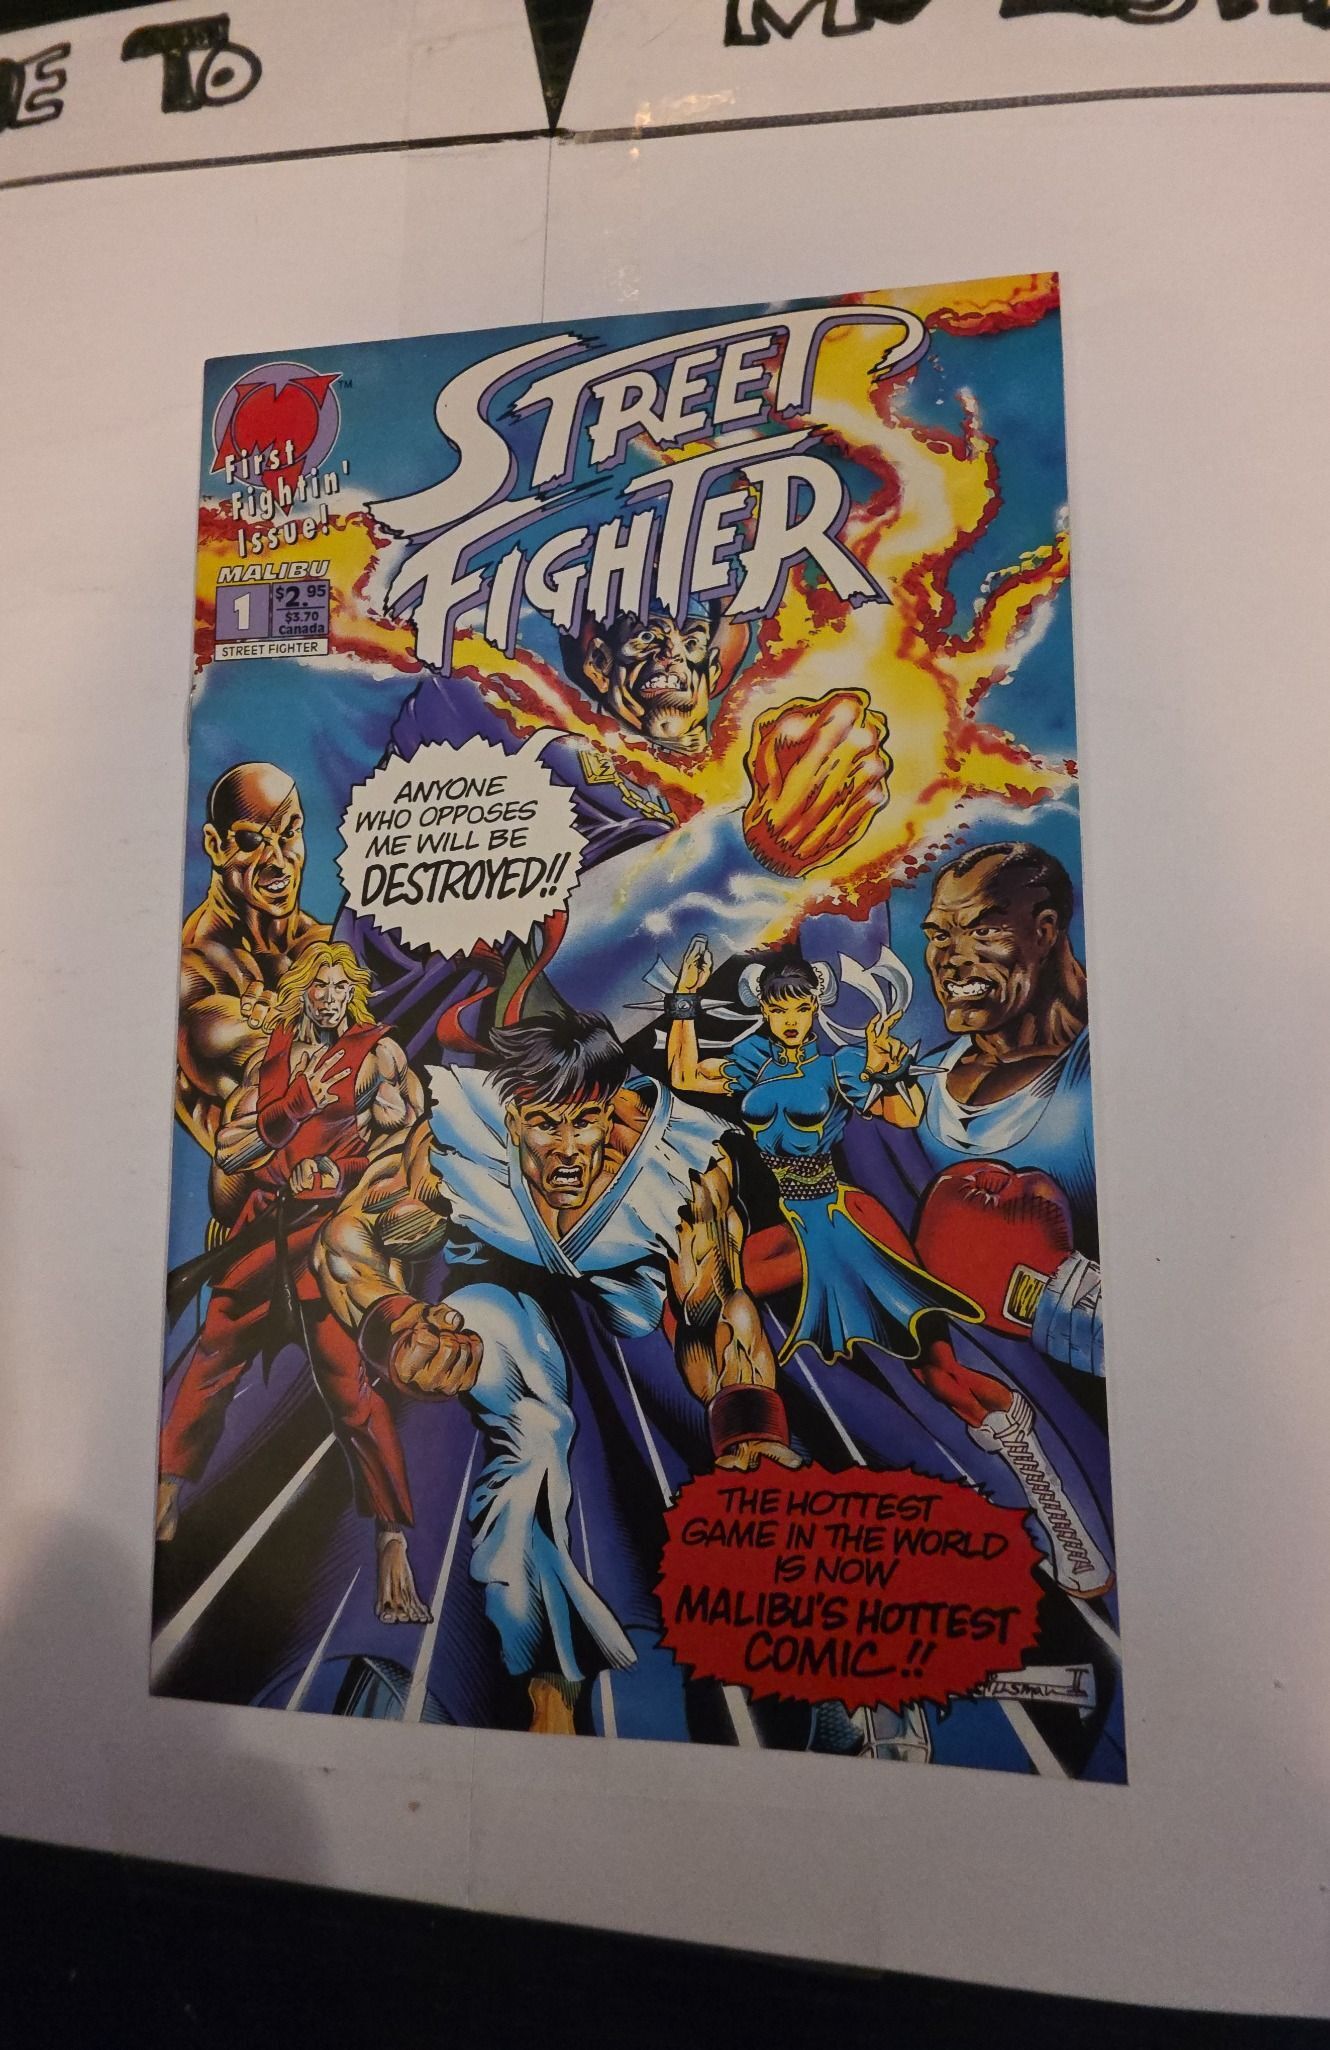 TO
STREET
FIGHTER
TM
First
Fightin'
Issue!
MALIBU
1
$2.95
$3.70
Canada
STREET FIGHTER
ANYONE
WHO OPPOSES
ME WILL BE
DESTROYED!!
THE HOTTEST
GAME IN THE WORLD
IS NOW
MALIBU'S HOTTEST
COMIC..!!